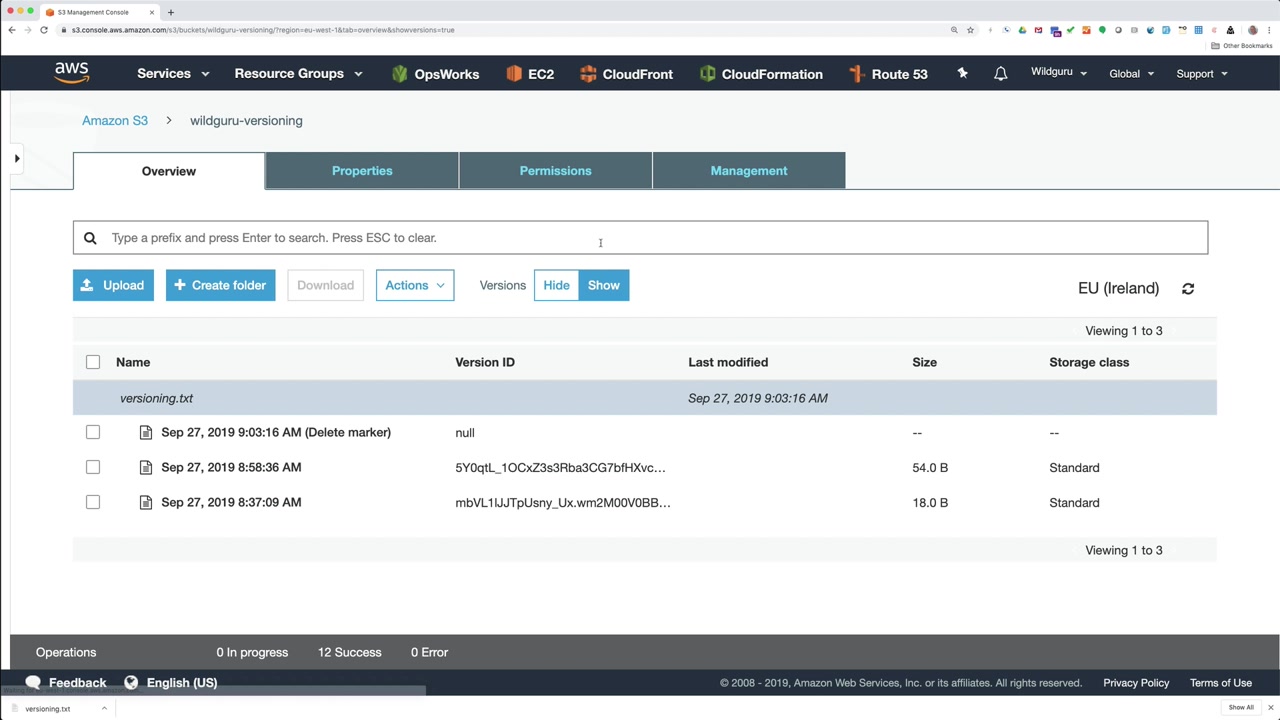 S3 Management Console
s3.console.aws.amazon.com/s3/buckets/wildguru-versioning/?region=eu-west-1&tab=overview&showversions=true
Other Bookmarks
aws Services Resource Groups OpsWorks EC2 CloudFront CloudFormation Route 53 Wildguru Global Support
Amazon S3 > wildguru-versioning
Overview Properties Permissions Management
Type a prefix and press Enter to search. Press ESC to clear.
Upload + Create folder Download Actions Versions Hide Show EU (Ireland)
Viewing 1 to 3
Name Version ID Last modified Size Storage class
versioning.txt Sep 27, 2019 9:03:16 AM
Sep 27, 2019 9:03:16 AM (Delete marker) null -- --
Sep 27, 2019 8:58:36 AM 5Y0qtL_1OCxZ3s3Rba3CG7bfHXvc... 54.0 B Standard
Sep 27, 2019 8:37:09 AM mbVL1lJJTpUsny_Ux.wm2M00V0BB... 18.0 B Standard
Viewing 1 to 3
Operations 0 In progress 12 Success 0 Error
Feedback English (US) © 2008 - 2019, Amazon Web Services, Inc. or its affiliates. All rights reserved. Privacy Policy Terms of Use
versioning.txt Show All